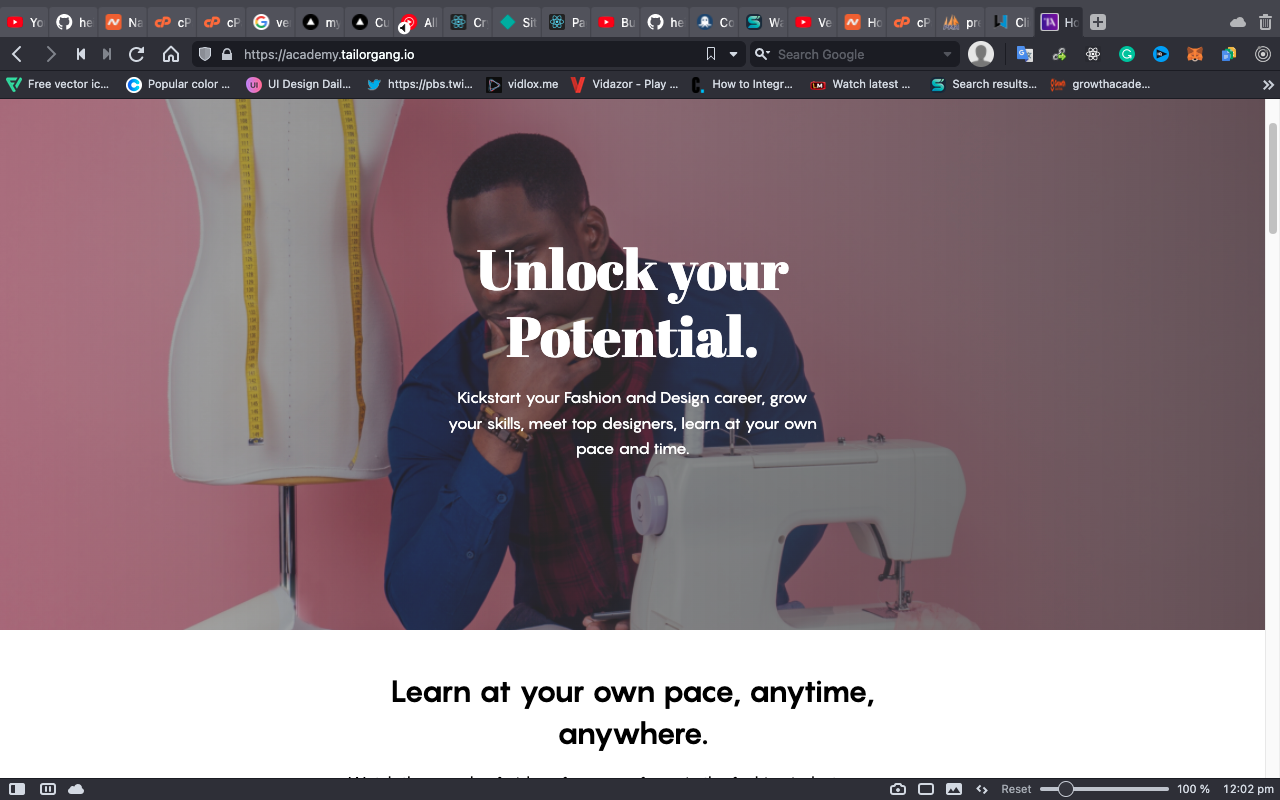 Yo
he
Na
cP
cP
ve
my
Cu
All
Cr
Sit
Pa
Bu
he
Co
Wa
Ve
Ho
cP
pr
Cli
Ho
https://academy.tailorgang.io
Search Google
Free vector ic...
Popular color ...
UI Design Dail...
https://pbs.twi...
vidlox.me
Vidazor - Play ...
How to Integr...
Watch latest ...
Search results...
growthacade...
Unlock your
Potential.
Kickstart your Fashion and Design career, grow
your skills, meet top designers, learn at your own
pace and time.
Learn at your own pace, anytime,
anywhere.
Reset
100 %
12:02 pm